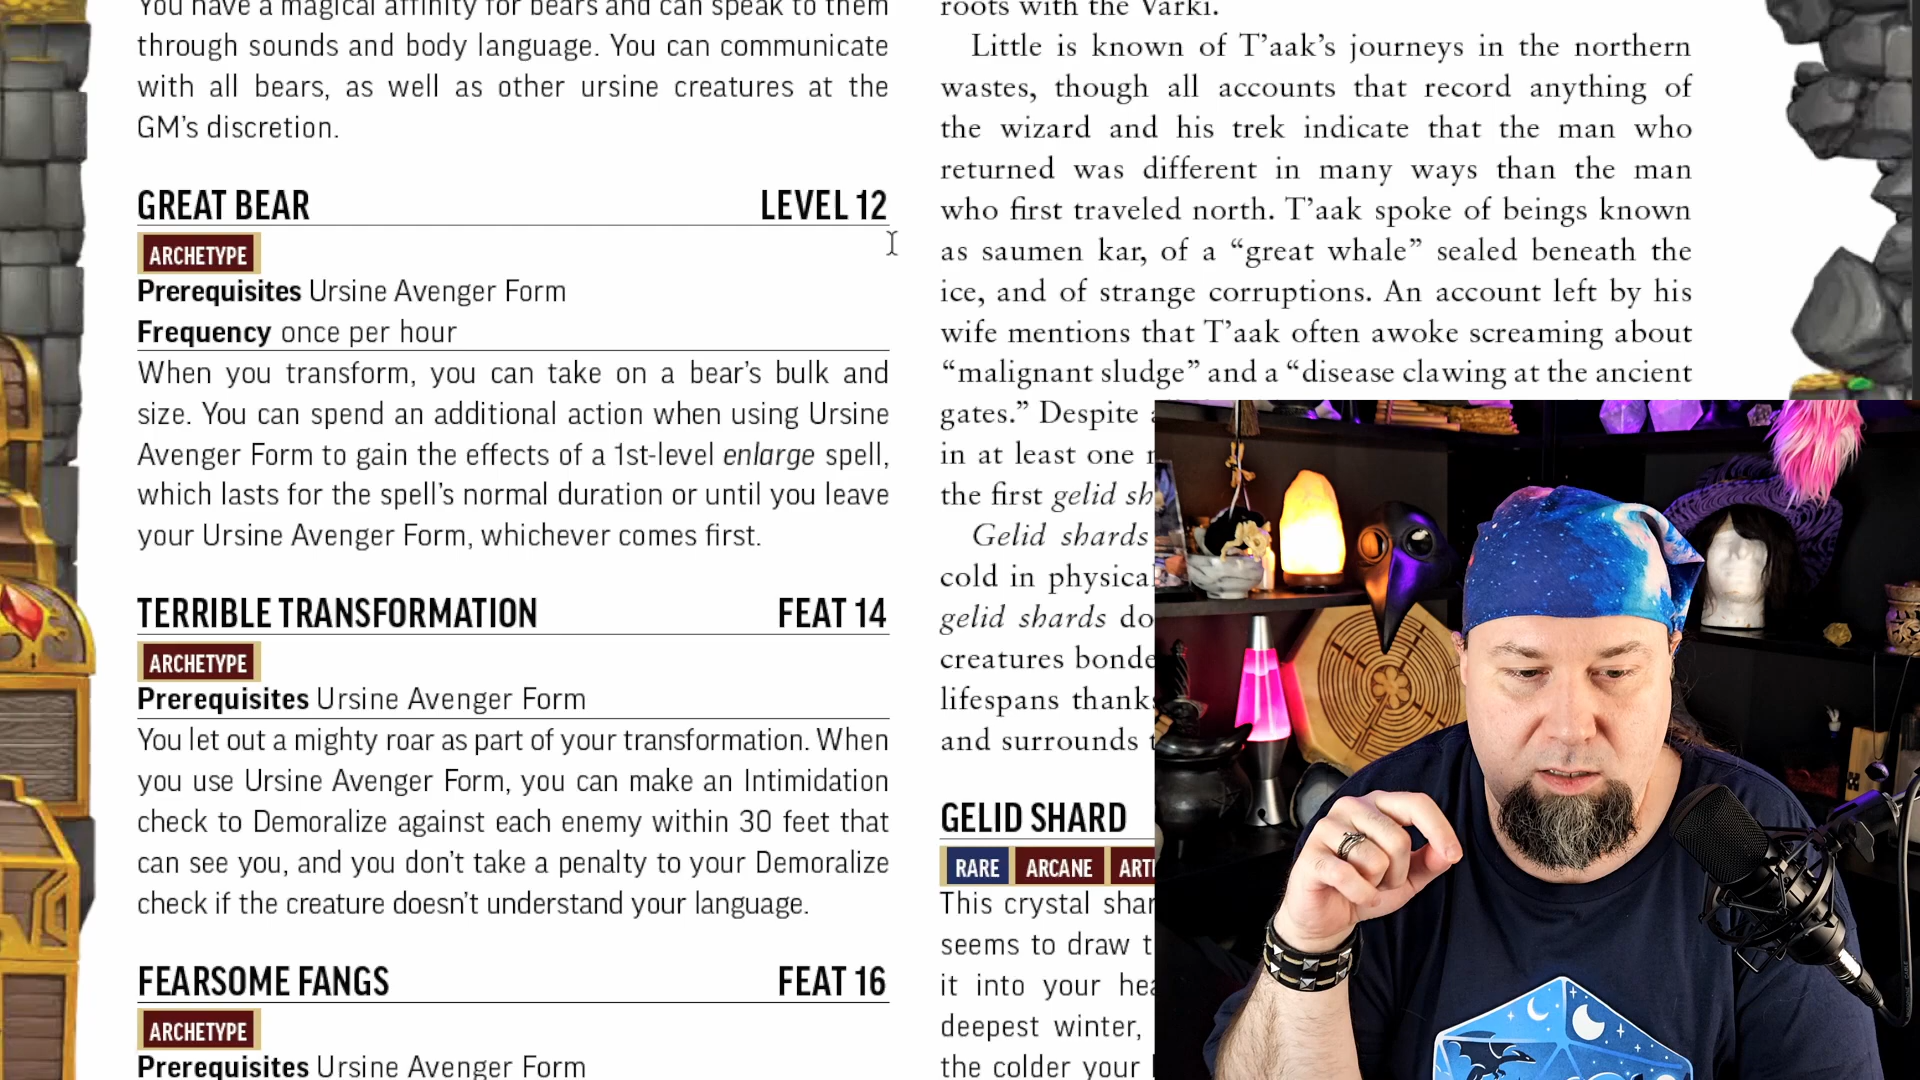 You have a magical affinity for bears and can speak to them
through sounds and body language. You can communicate
with all bears, as well as other ursine creatures at the
GM's discretion.
GREAT BEAR LEVEL 12
ARCHETYPE
Prerequisites Ursine Avenger Form
Frequency once per hour
When you transform, you can take on a bear's bulk and
size. You can spend an additional action when using Ursine
Avenger Form to gain the effects of a 1st-level enlarge spell,
which lasts for the spell's normal duration or until you leave
your Ursine Avenger Form, whichever comes first.
TERRIBLE TRANSFORMATION FEAT 14
ARCHETYPE
Prerequisites Ursine Avenger Form
You let out a mighty roar as part of your transformation. When
you use Ursine Avenger Form, you can make an Intimidation
check to Demoralize against each enemy within 30 feet that
can see you, and you don't take a penalty to your Demoralize
check if the creature doesn't understand your language.
FEARSOME FANGS FEAT 16
ARCHETYPE
Prerequisites Ursine Avenger Form
roots with the Varki.
Little is known of T'aak's journeys in the northern
wastes, though all accounts that record anything of
the wizard and his trek indicate that the man who
returned was different in many ways than the man
who first traveled north. T'aak spoke of beings known
as saumen kar, of a “great whale” sealed beneath the
ice, and of strange corruptions. An account left by his
wife mentions that T'aak often awoke screaming about
“malignant sludge” and a “disease clawing at the ancient
gates.” Despite
in at least one
the first gelid sh
Gelid shards
cold in physica
gelid shards do
creatures bonde
lifespans thank
and surrounds
GELID SHARD
RARE ARCANE ARTI
This crystal shar
seems to draw
it into your hea
deepest winter,
the colder your